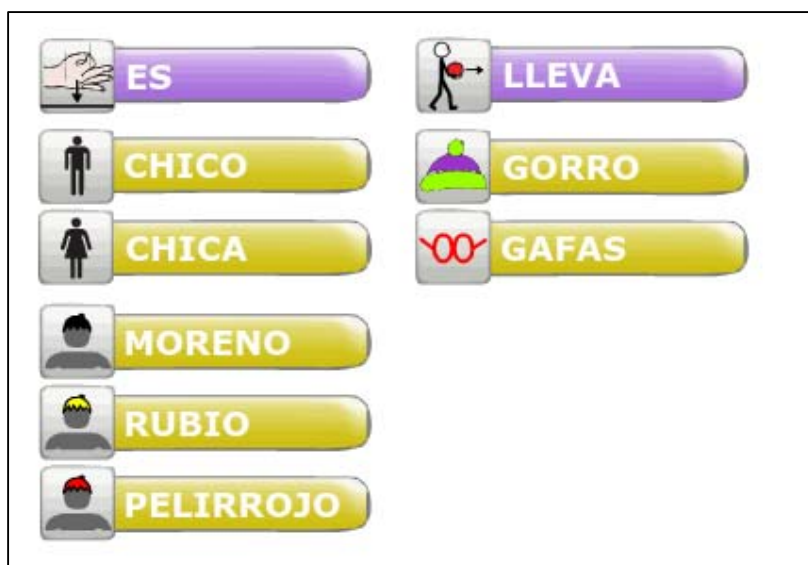 ES
CHICO
CHICA
MORENO
RUBIO
PELIRROJO
LLEVA
GORRO
GAFAS